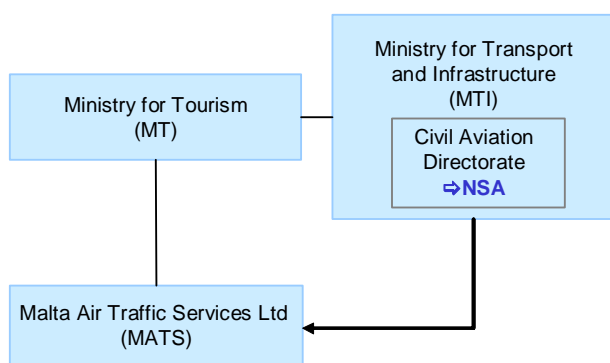 Ministry for Tourism
(MT)
Ministry for Transport
and Infrastructure
(MTI)
Civil Aviation
Directorate
⇨NSA
Malta Air Traffic Services Ltd
(MATS)